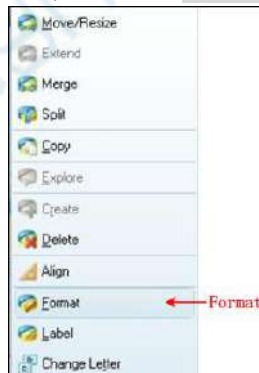 Move/Resize
Extend
Merge
Split
Copy
Explore
Create
Delete
Align
Format Format
Label
Change Letter